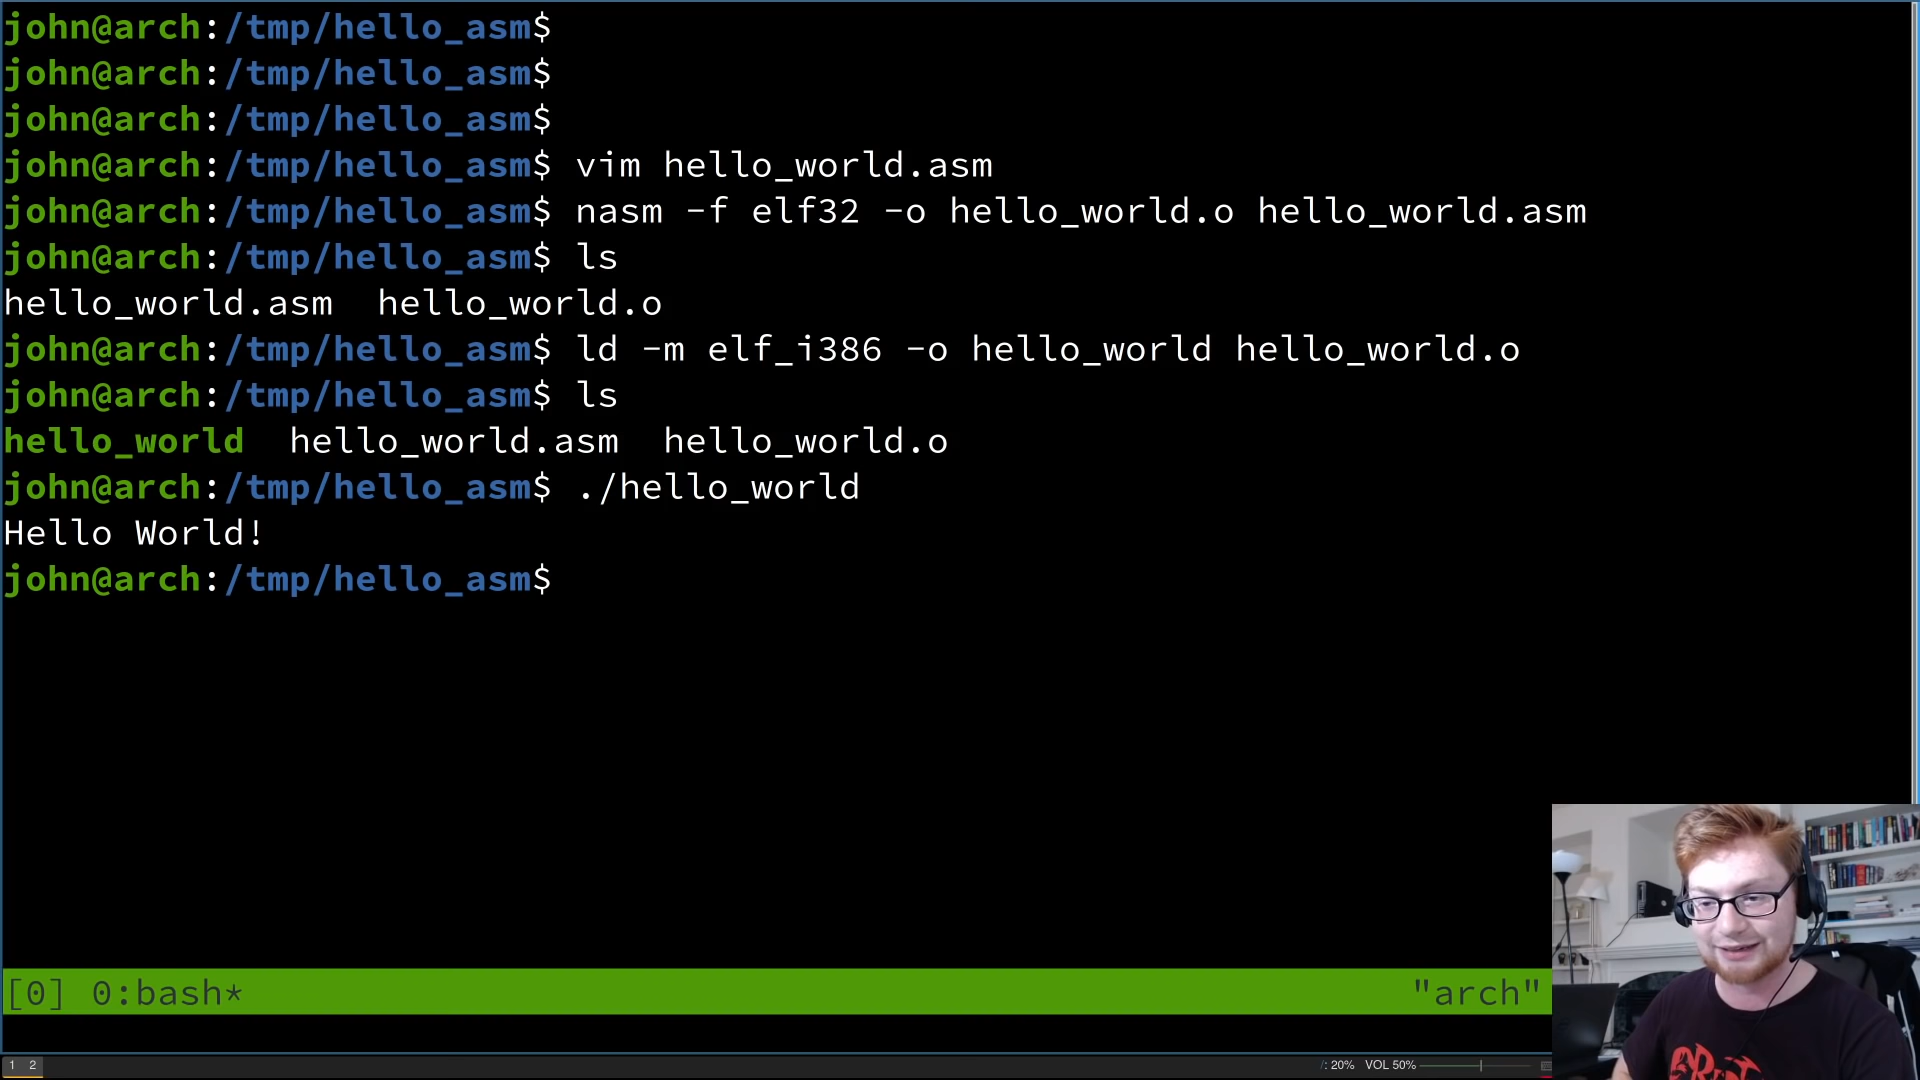 john@arch:/tmp/hello_asm$
john@arch:/tmp/hello_asm$
john@arch:/tmp/hello_asm$
john@arch:/tmp/hello_asm$ vim hello_world.asm
john@arch:/tmp/hello_asm$ nasm -f elf32 -o hello_world.o hello_world.asm
john@arch:/tmp/hello_asm$ ls
hello_world.asm  hello_world.o
john@arch:/tmp/hello_asm$ ld -m elf_i386 -o hello_world hello_world.o
john@arch:/tmp/hello_asm$ ls
hello_world  hello_world.asm  hello_world.o
john@arch:/tmp/hello_asm$ ./hello_world
Hello World!
john@arch:/tmp/hello_asm$
[0] 0:bash* "arch"
1 2 /: 20% VOL 50%